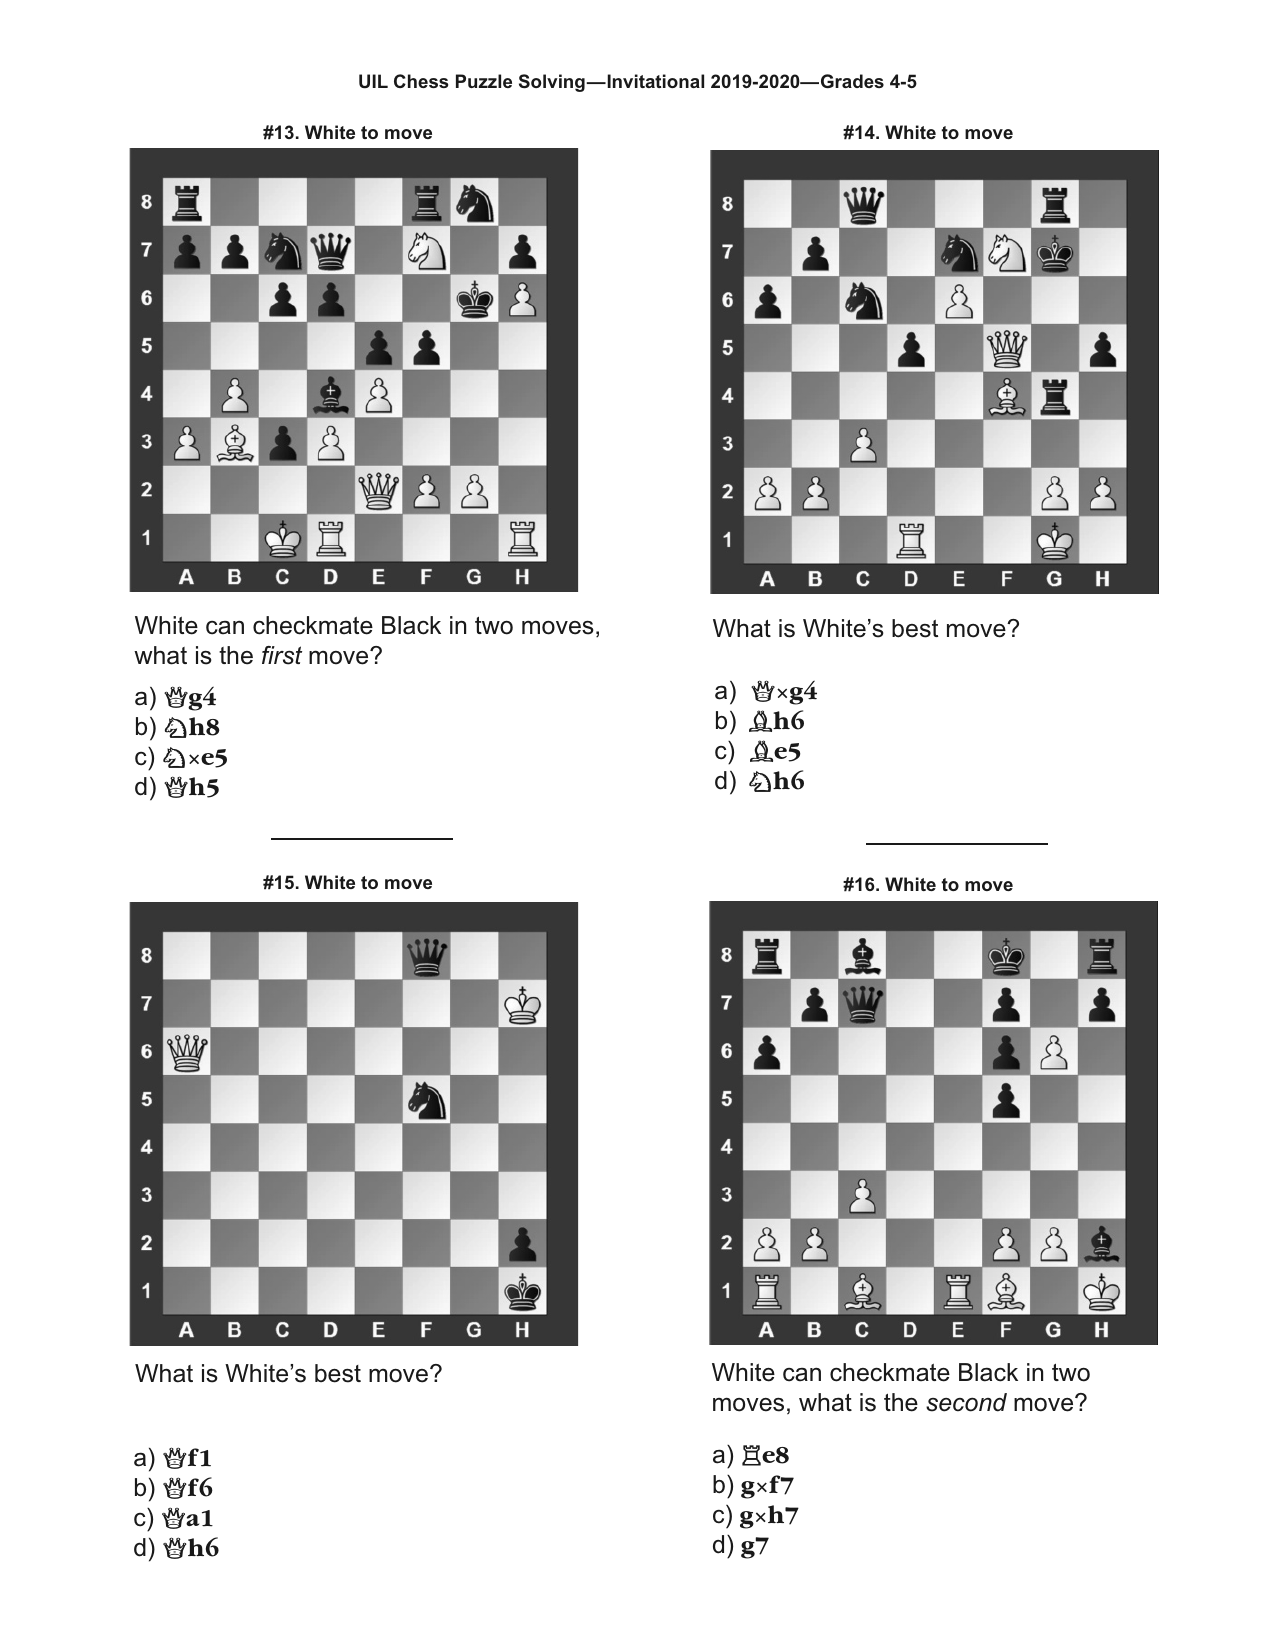 UIL Chess Puzzle Solving—Invitational 2019-2020—Grades 4-5
#13. White to move
8
7
6
5
4
3
2
1
A B C D E F G H
White can checkmate Black in two moves,
what is the first move?
a) ♕g4
b) ♘h8
c) ♘×e5
d) ♕h5
#14. White to move
8
7
6
5
4
3
2
1
A B C D E F G H
What is White’s best move?
a) ♕×g4
b) ♗h6
c) ♗e5
d) ♘h6
#15. White to move
8
7
6
5
4
3
2
1
A B C D E F G H
What is White’s best move?
a) ♕f1
b) ♕f6
c) ♕a1
d) ♕h6
#16. White to move
8
7
6
5
4
3
2
1
A B C D E F G H
White can checkmate Black in two
moves, what is the second move?
a) ♖e8
b) g×f7
c) g×h7
d) g7